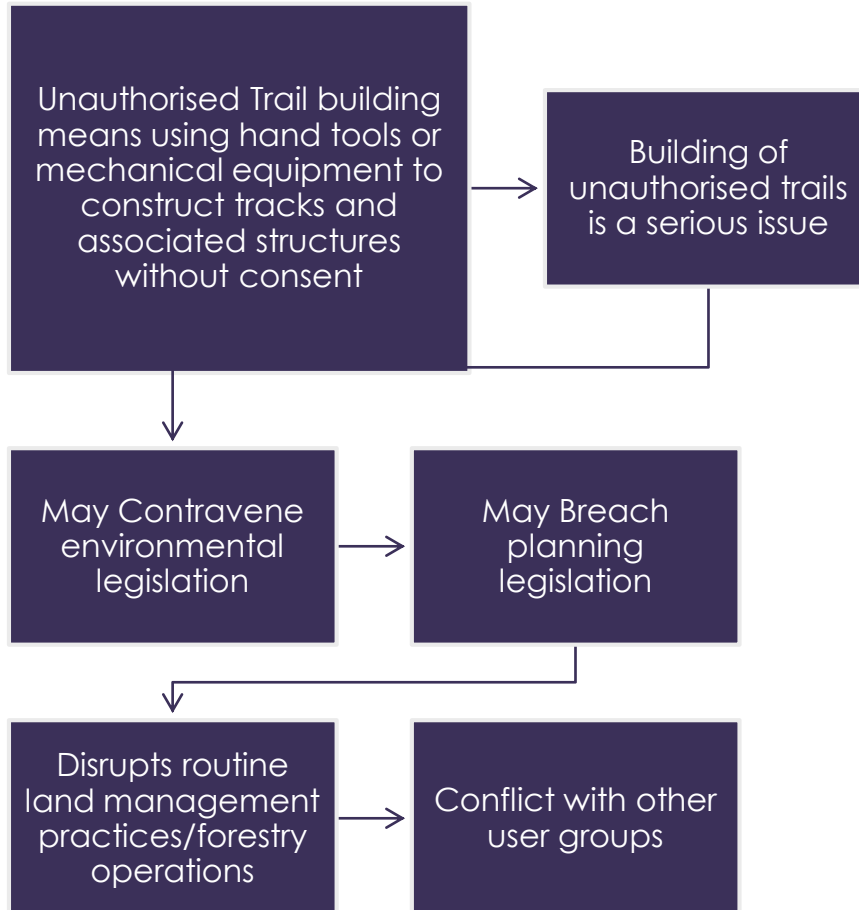 Unauthorised Trail building
means using hand tools or
mechanical equipment to
construct tracks and
associated structures
without consent
Building of
unauthorised trails
is a serious issue
May Contravene
environmental
legislation
May Breach
planning
legislation
Disrupts routine
land management
practices/forestry
operations
Conflict with other
user groups